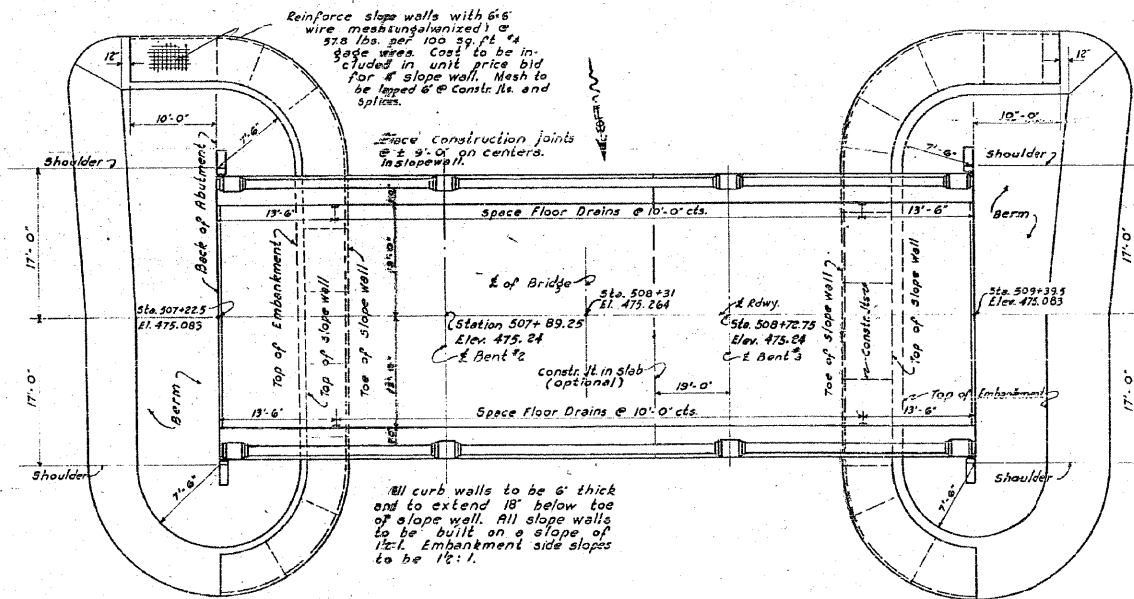 Reinforce slope walls with 6"x6"
wire mesh (ungalvanized) @
57.8 lbs. per 100 sq. ft #4
gage wires. Cost to be in-
cluded in unit price bid
for 4" slope wall. Mesh to
be lapped 6" @ Constr. Jts. and
splices.
12"
12"
10'-0"
10'-0"
7'-6"
7'-6"
Place construction joints
@ ± 9'-0" on centers.
in slope wall.
Shoulder
Shoulder
13'-6"
Space Floor Drains @ 10'-0" cts.
13'-6"
Berm
17'-0"
Back of Abutment
Top of Embankment
Top of slope wall
Toe of slope wall
17'-0"
℄ of Bridge
Sta. 508+31
El. 475.264
Toe of slope wall
Constr. Jts
Top of slope wall
Sta. 507+22.5
El. 475.083
Station 507+89.25
Elev. 475.24
℄ Bent #2
℄ Rdwy.
Sta. 508+72.75
Elev. 475.24
℄ Bent #3
Sta. 509+39.5
Elev. 475.083
Constr. Jt. in slab
(optional)
19'-0"
17'-0"
Berm
Top of Embankment
17'-0"
13'-6"
Space Floor Drains @ 10'-0" cts.
13'-6"
Shoulder
Shoulder
7'-6"
7'-6"
All curb walls to be 6" thick
and to extend 18" below toe
of slope wall. All slope walls
to be built on a slope of
1½:1. Embankment side slopes
to be 1½:1.